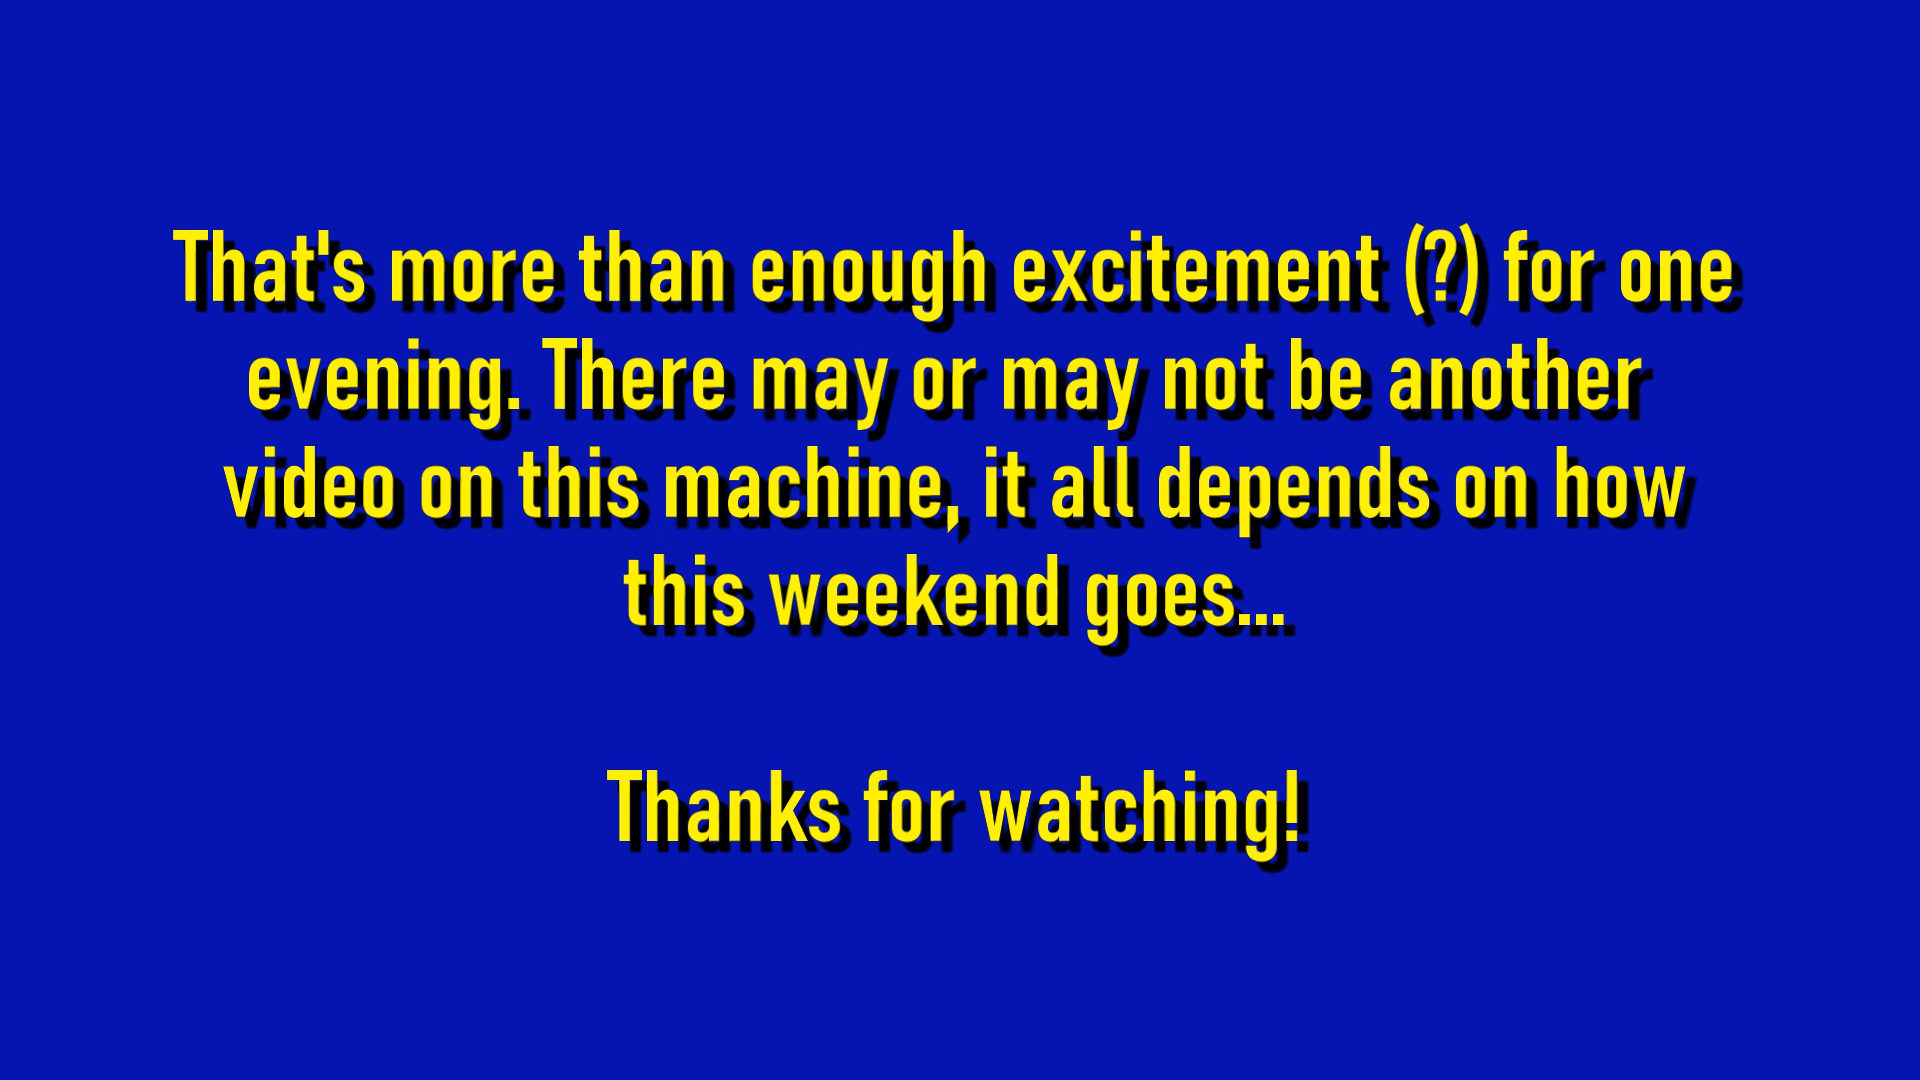 That's more than enough excitement (?) for one
evening. There may or may not be another
video on this machine, it all depends on how
this weekend goes...
Thanks for watching!